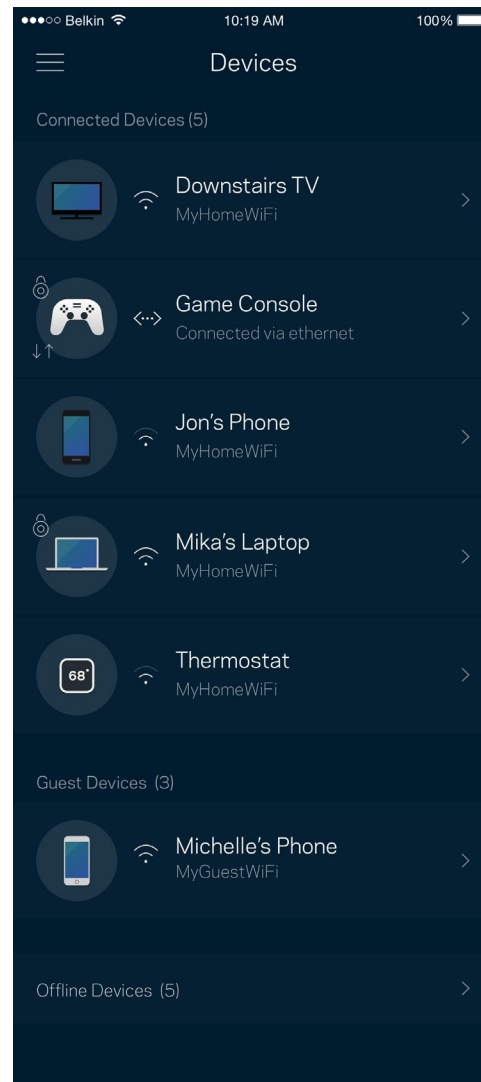 Belkin 10:19 AM 100%
Devices
Connected Devices (5)
Downstairs TV
MyHomeWiFi
Game Console
Connected via ethernet
Jon’s Phone
MyHomeWiFi
Mika’s Laptop
MyHomeWiFi
68°
Thermostat
MyHomeWiFi
Guest Devices (3)
Michelle’s Phone
MyGuestWiFi
Offline Devices (5)